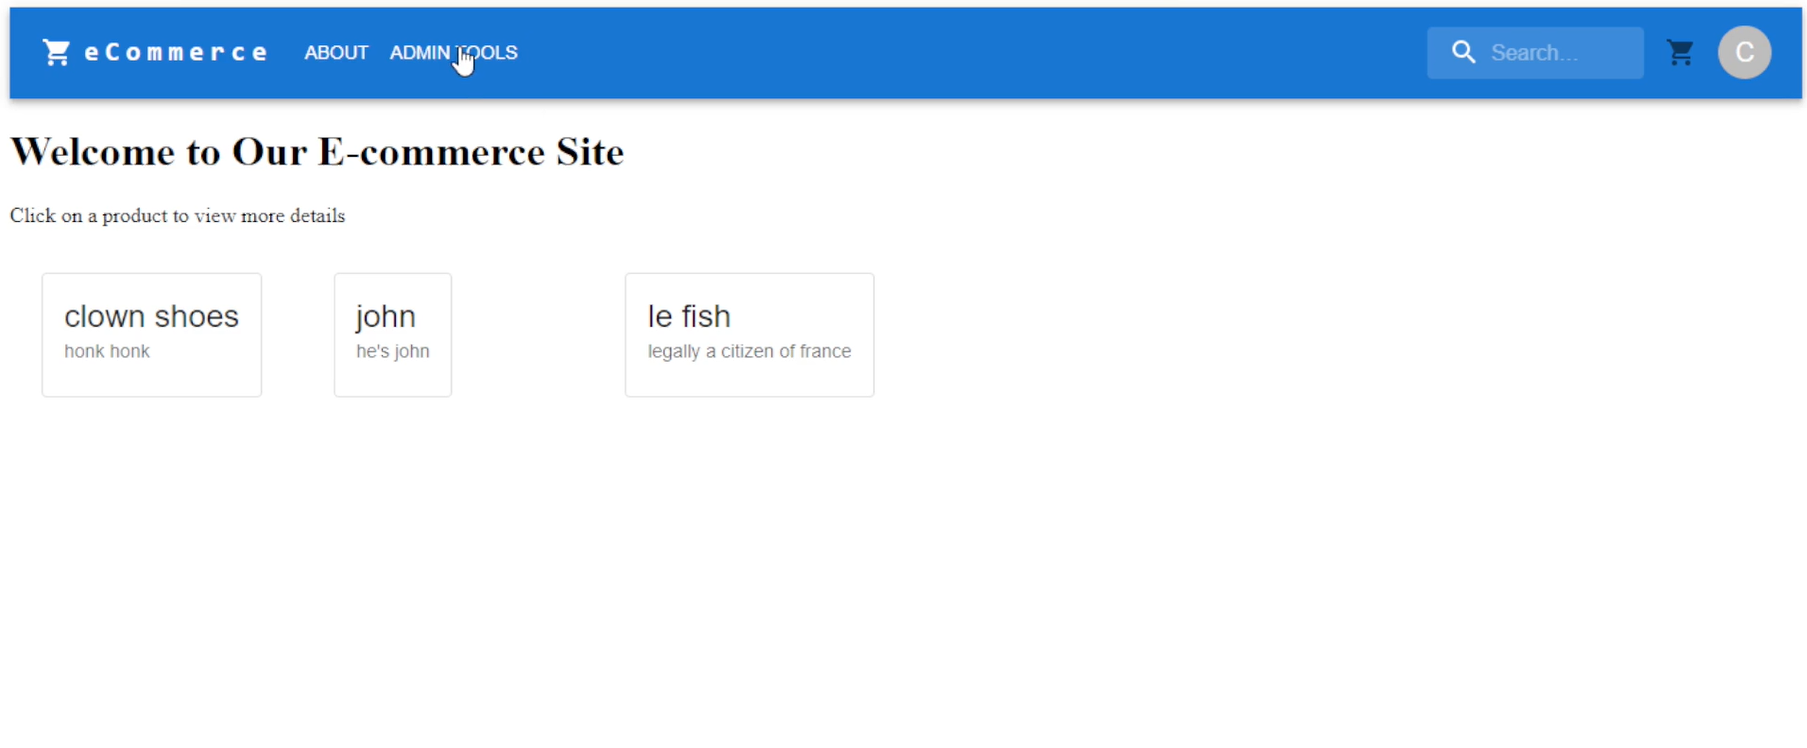 eCommerce ABOUT ADMIN TOOLS Search... C
Welcome to Our E-commerce Site
Click on a product to view more details
clown shoes john le fish
honk honk he's john legally a citizen of france